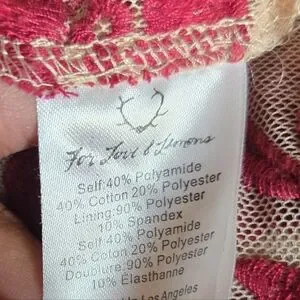 For Love & Lemons
Self:40% Polyamide
40% Cotton 20% Polyester
Lining:90% Polyester
10% Spandex
Self:40% Polyamide
40% Coton 20% Polyester
Doublure:90% Polyester
10% Elasthanne
Los Angeles